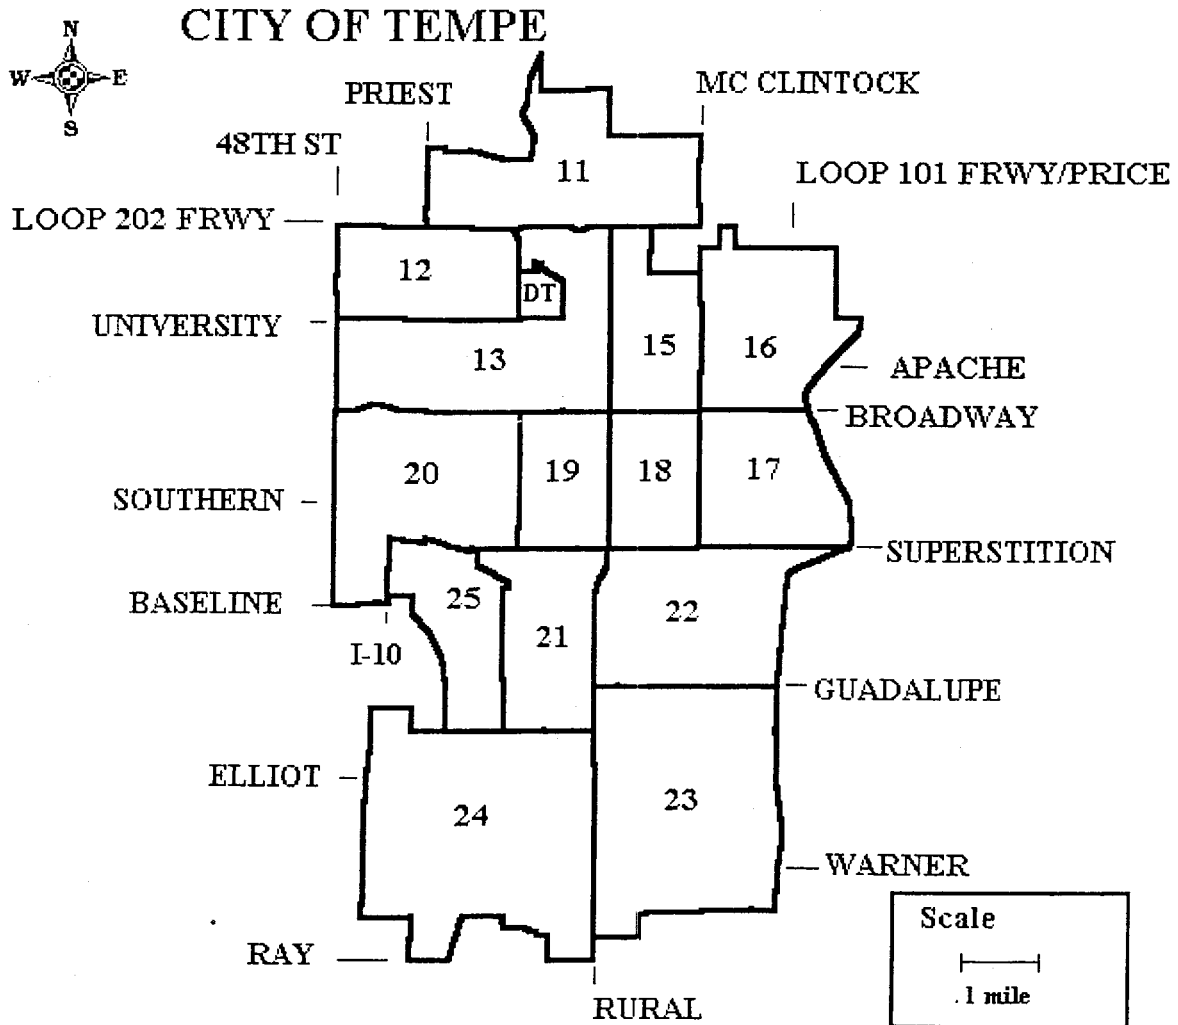 CITY OF TEMPE
N
W E
S
PRIEST
MC CLINTOCK
48TH ST
LOOP 101 FRWY/PRICE
11
LOOP 202 FRWY
12
DT
UNIVERSITY
13
15
16
APACHE
BROADWAY
20
19
18
17
SOUTHERN
SUPERSTITION
BASELINE
25
22
21
I-10
GUADALUPE
ELLIOT
24
23
WARNER
Scale
.1 mile
RAY
RURAL